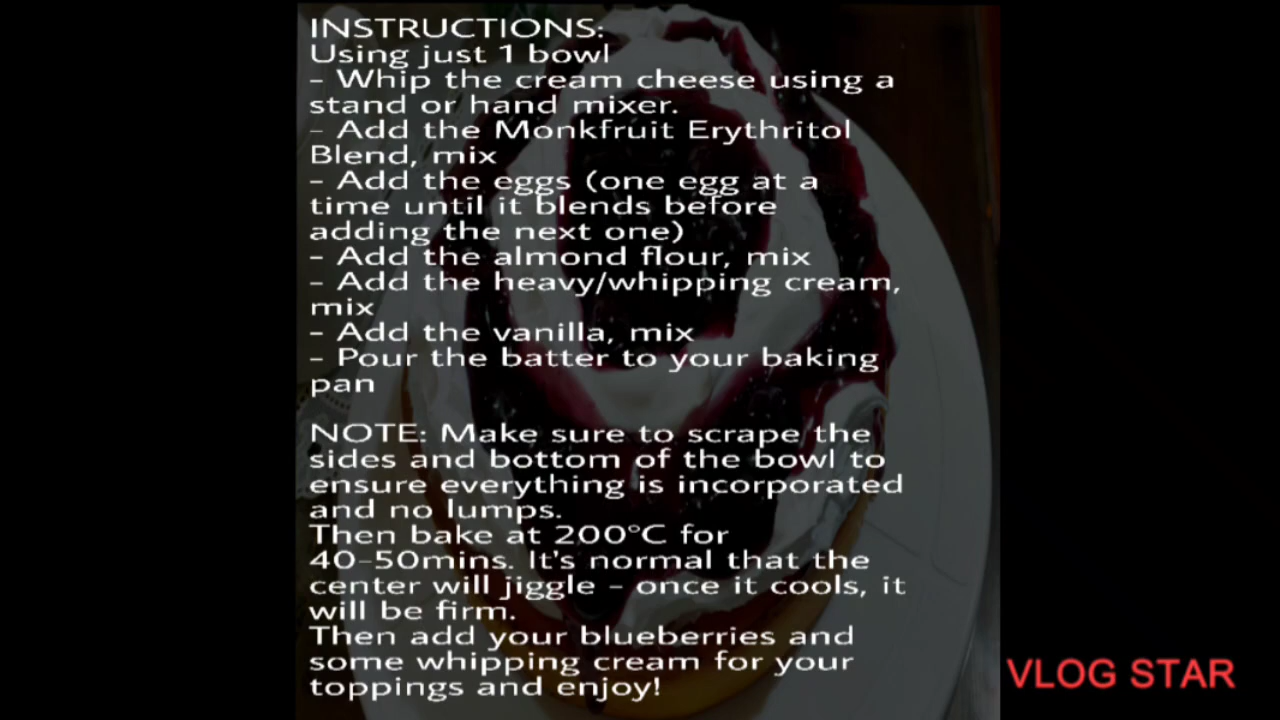 INSTRUCTIONS:
Using just 1 bowl
- Whip the cream cheese using a
stand or hand mixer.
- Add the Monkfruit Erythritol
Blend, mix
- Add the eggs (one egg at a
time until it blends before
adding the next one)
- Add the almond flour, mix
- Add the heavy/whipping cream,
mix
- Add the vanilla, mix
- Pour the batter to your baking
pan
NOTE: Make sure to scrape the
sides and bottom of the bowl to
ensure everything is incorporated
and no lumps.
Then bake at 200°C for
40-50mins. It's normal that the
center will jiggle - once it cools, it
will be firm.
Then add your blueberries and
some whipping cream for your
toppings and enjoy!
VLOG STAR